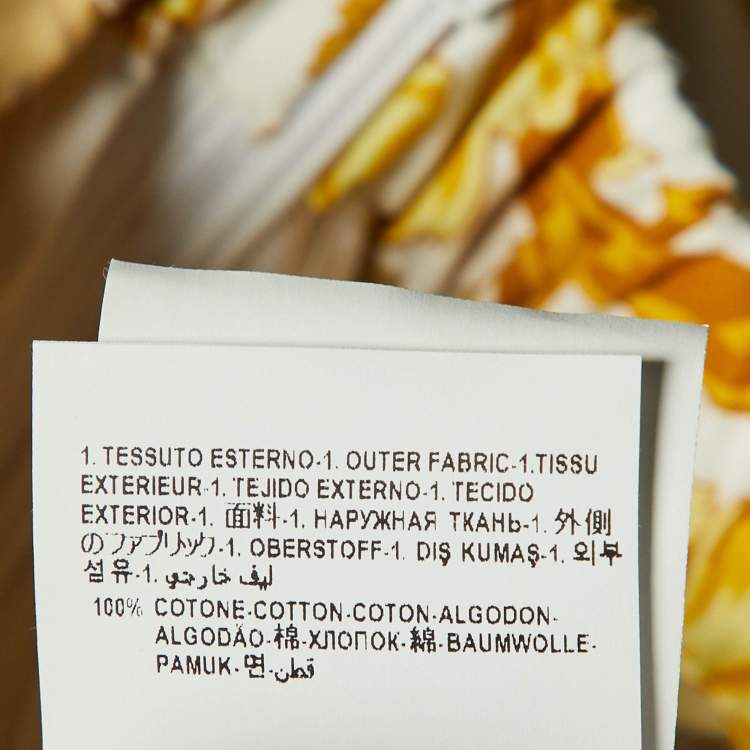 1. TESSUTO ESTERNO-1. OUTER FABRIC-1.TISSU
EXTERIEUR-1. TEJIDO EXTERNO-1. TECIDO
EXTERIOR-1. 面料-1. НАРУЖНАЯ ТКАНЬ-1. 外側
のファブリック-1. OBERSTOFF-1. DIŞ KUMAŞ-1. 외부
섬유-1. ليف خارجي
100% COTONE-COTTON-COTON-ALGODON-
ALGODÃO-棉-ХЛОПОК-綿-BAUMWOLLE-
PAMUK-면-قطن